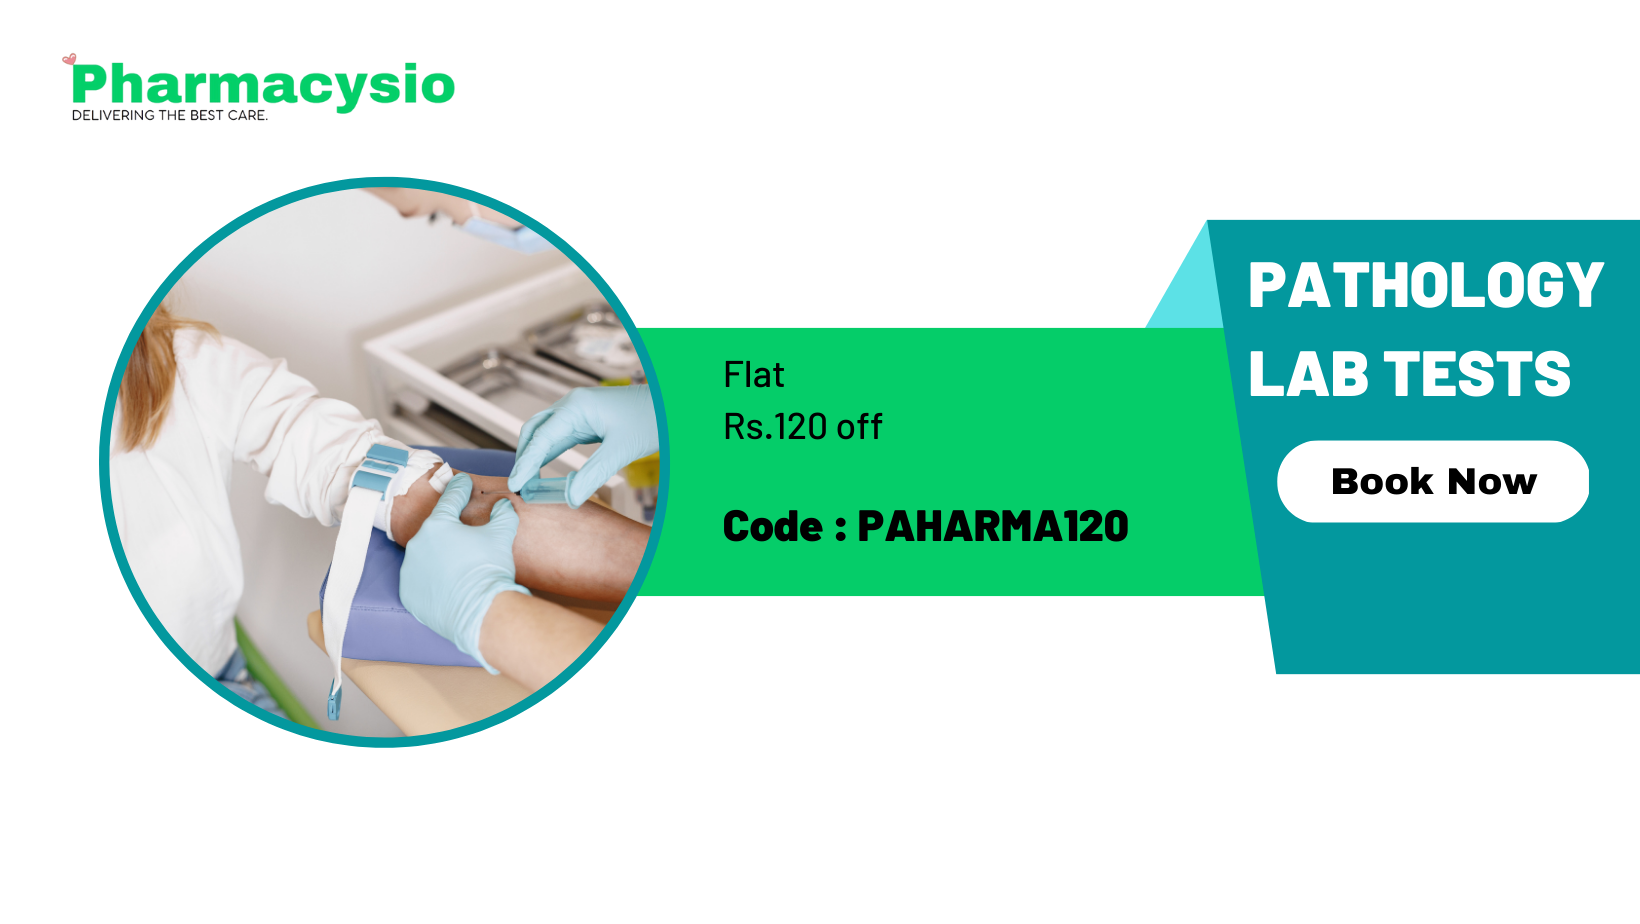 Pharmacysio
DELIVERING THE BEST CARE.
Flat
Rs.120 off
Code : PAHARMA120
PATHOLOGY
LAB TESTS
Book Now